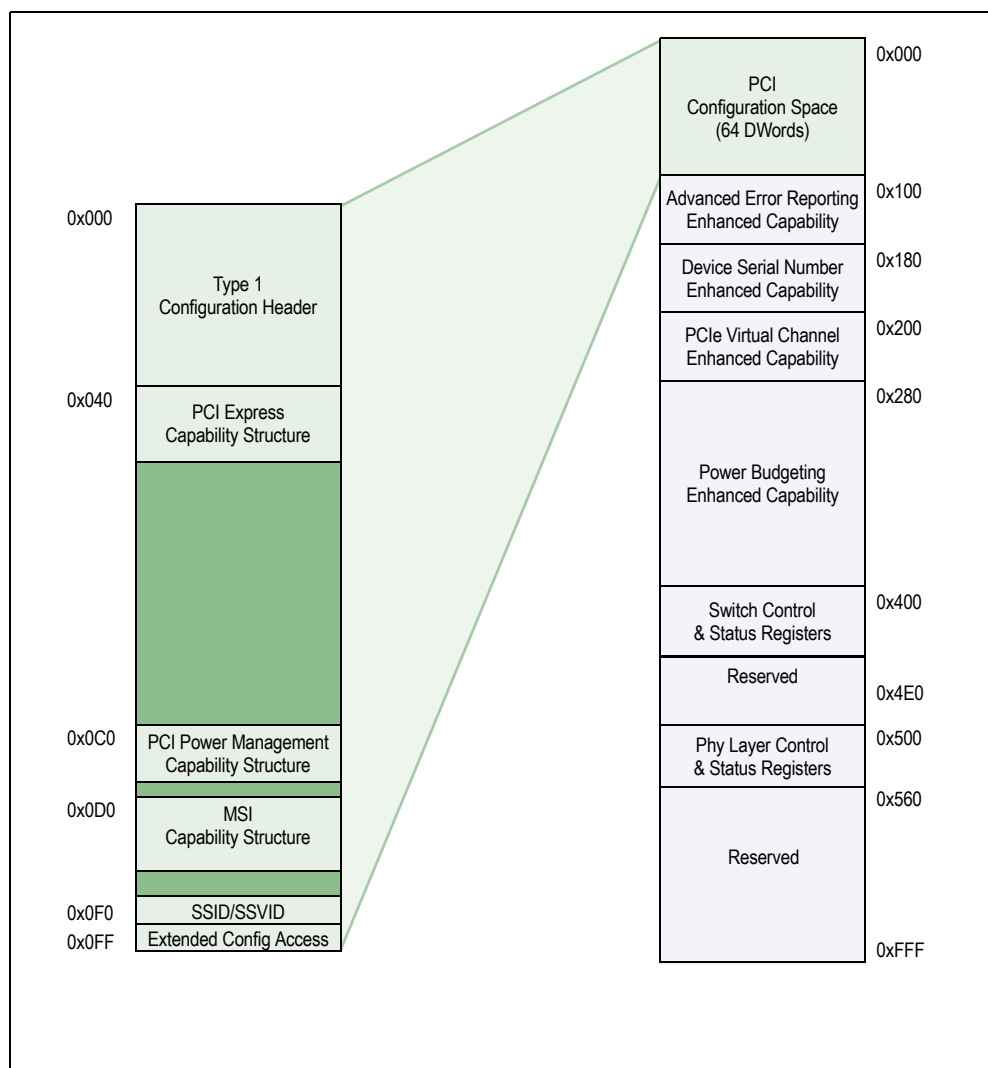 0x000
Type 1
Configuration Header
0x040
PCI Express
Capability Structure
0x0C0
PCI Power Management
Capability Structure
0x0D0
MSI
Capability Structure
0x0F0
SSID/SSVID
0x0FF
Extended Config Access
PCI
Configuration Space
(64 DWords)
0x000
Advanced Error Reporting
Enhanced Capability
0x100
Device Serial Number
Enhanced Capability
0x180
PCIe Virtual Channel
Enhanced Capability
0x200
0x280
Power Budgeting
Enhanced Capability
Switch Control
& Status Registers
0x400
Reserved
0x4E0
Phy Layer Control
& Status Registers
0x500
0x560
Reserved
0xFFF